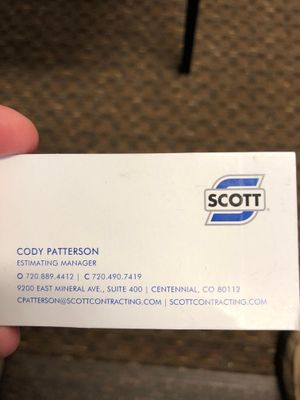 SCOTT
CODY PATTERSON
ESTIMATING MANAGER
O 720.889.4412 | C 720.490.7419
9200 EAST MINERAL AVE., SUITE 400 | CENTENNIAL, CO 80112
CPATTERSON@SCOTTCONTRACTING.COM | SCOTTCONTRACTING.COM